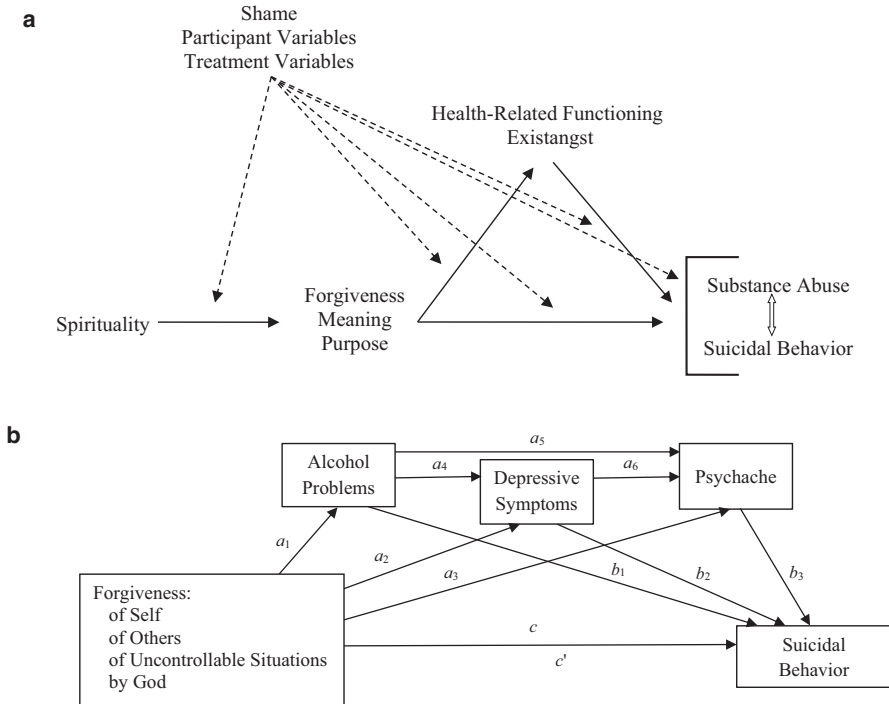 a
Shame
Participant Variables
Treatment Variables
Health-Related Functioning
Existangst
Spirituality
Forgiveness
Meaning
Purpose
Substance Abuse
Suicidal Behavior
b
Alcohol
Problems
Depressive
Symptoms
Psychache
a5
a4
a6
a1
a2
a3
b1
b2
b3
Forgiveness:
of Self
of Others
of Uncontrollable Situations
by God
c
c'
Suicidal
Behavior